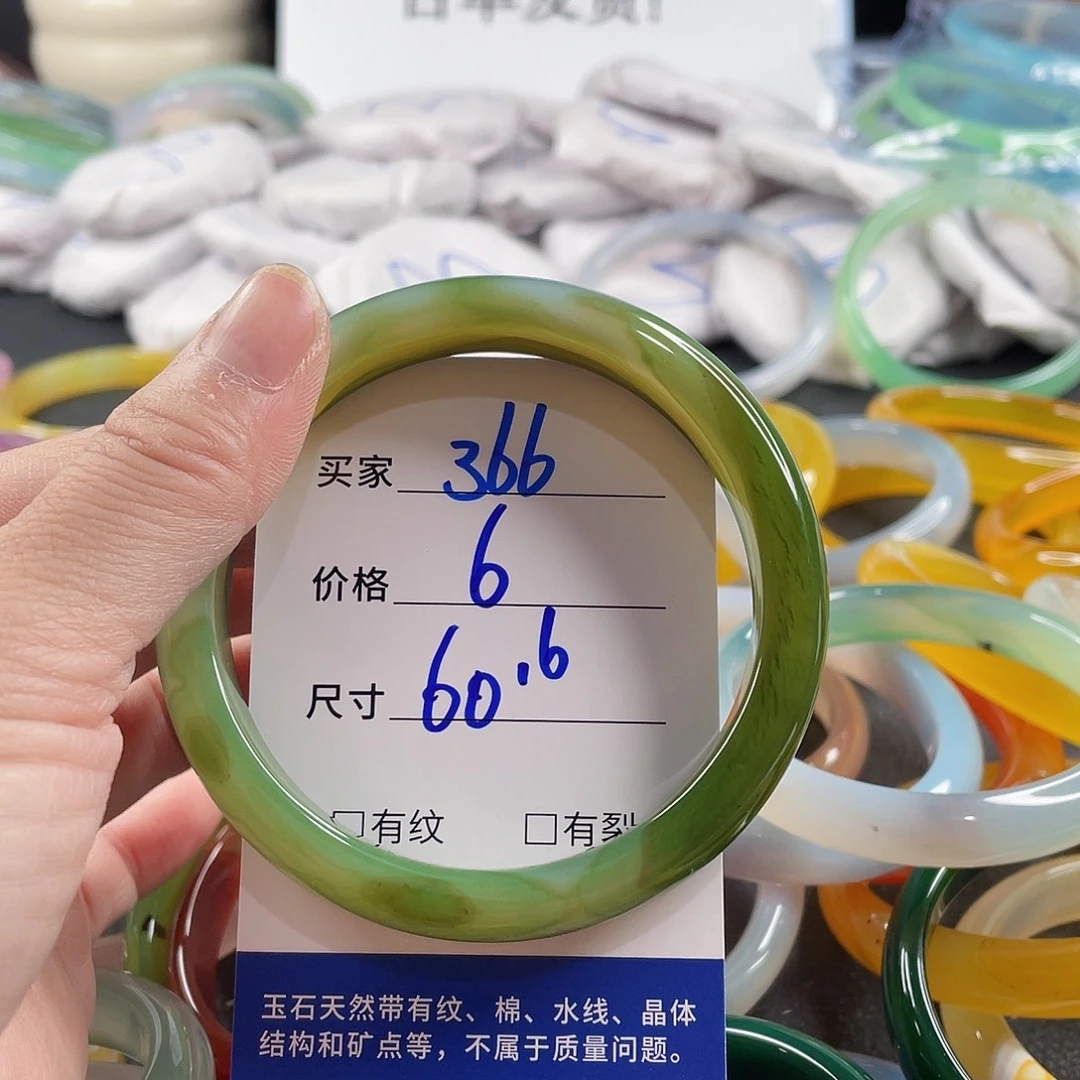 买家 366
价格 6
尺寸 60.6
□有纹 □有裂
玉石天然带有纹、棉、水线、晶体
结构和矿点等，不属于质量问题。